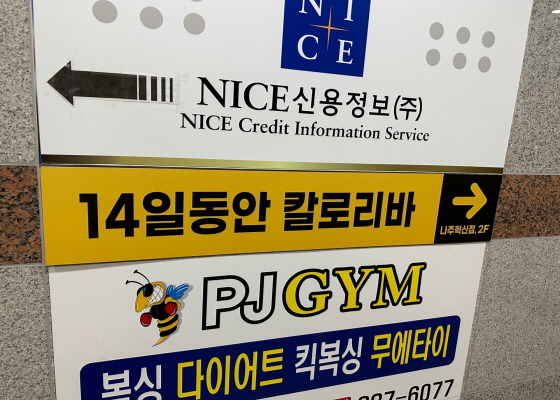 NI
CE
NICE신용정보(주)
NICE Credit Information Service
14일동안 칼로리바
나주혁신점, 2F
PJ GYM
복싱 다이어트 킥복싱 무에타이
6077